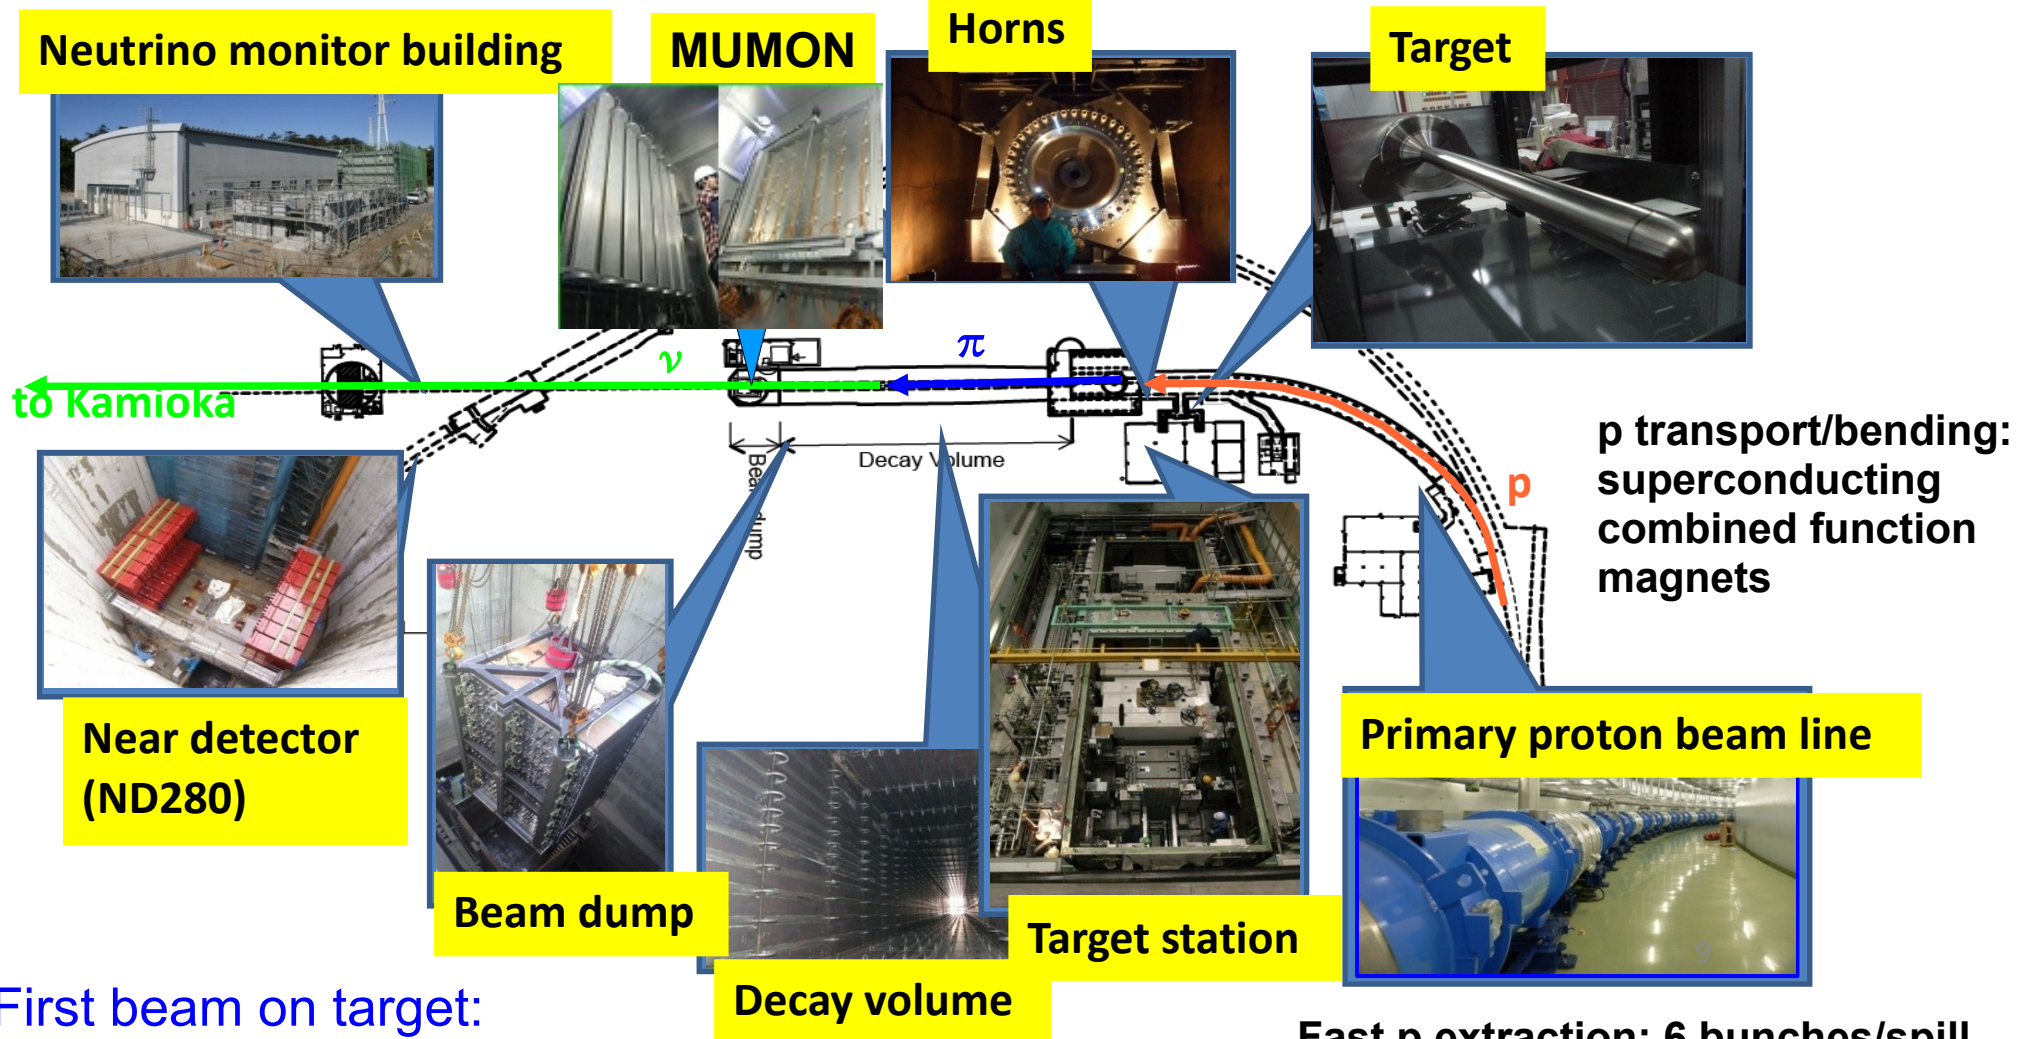 Neutrino monitor building
MUMON
Horns
Target
ν
π
to Kamioka
Decay Volume
p
p transport/bending:
superconducting
combined function
magnets
Near detector
(ND280)
Beam dump
Decay volume
Target station
Primary proton beam line
9
First beam on target:
Fast p extraction: 6 bunches/spill